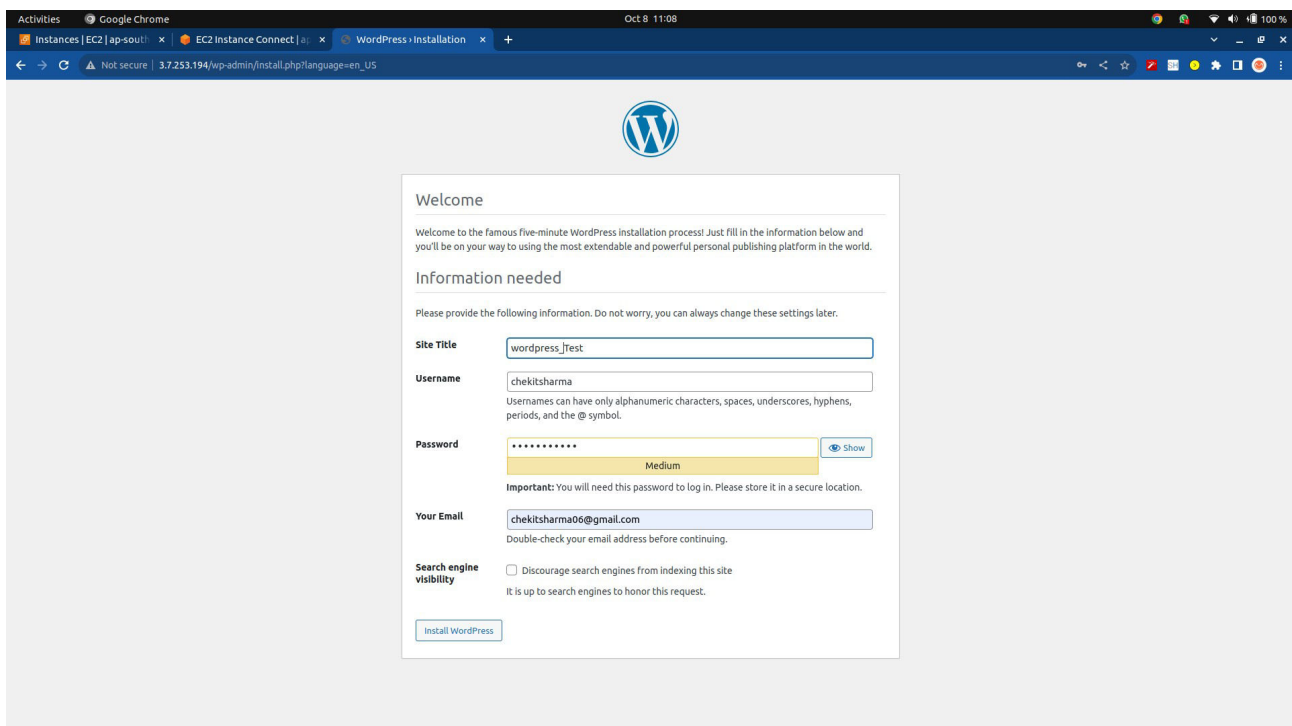 Activities Google Chrome Oct 8 11:08 100 %
Instances | EC2 | ap-south EC2 Instance Connect | ap WordPress › Installation
Not secure 3.7.253.194/wp-admin/install.php?language=en_US
Welcome
Welcome to the famous five-minute WordPress installation process! Just fill in the information below and
you'll be on your way to using the most extendable and powerful personal publishing platform in the world.
Information needed
Please provide the following information. Do not worry, you can always change these settings later.
Site Title wordpress_Test
Username chekitsharma
Usernames can have only alphanumeric characters, spaces, underscores, hyphens,
periods, and the @ symbol.
Password ••••••••••• Show
Medium
Important: You will need this password to log in. Please store it in a secure location.
Your Email chekitsharma06@gmail.com
Double-check your email address before continuing.
Search engine
visibility
Discourage search engines from indexing this site
It is up to search engines to honor this request.
Install WordPress